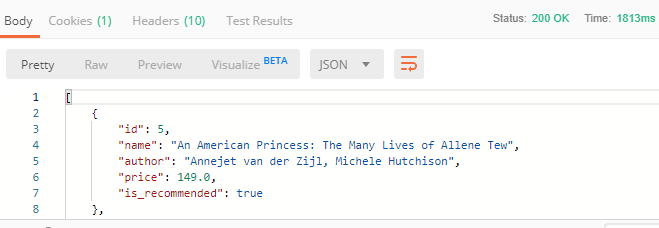 Body Cookies (1) Headers (10) Test Results Status: 200 OK Time: 1813ms
Pretty Raw Preview Visualize BETA JSON
1 [
2 {
3 "id": 5,
4 "name": "An American Princess: The Many Lives of Allene Tew",
5 "author": "Annejet van der Zijl, Michele Hutchison",
6 "price": 149.0,
7 "is_recommended": true
8 },